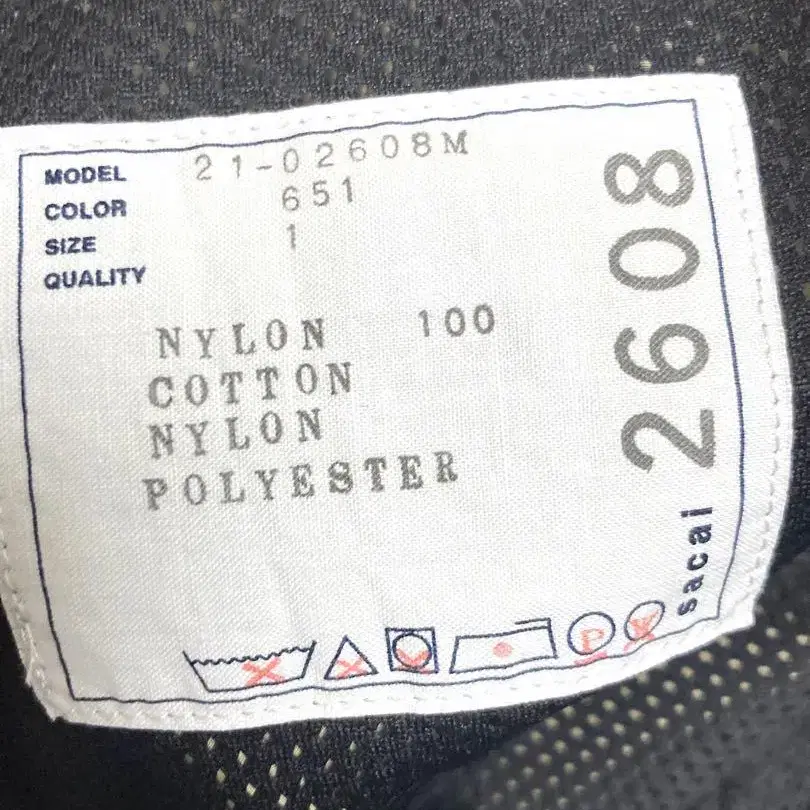 MODEL 21-02608M
COLOR 651
SIZE 1
QUALITY
NYLON 100
COTTON
NYLON
POLYESTER
sacai 2608
P
W